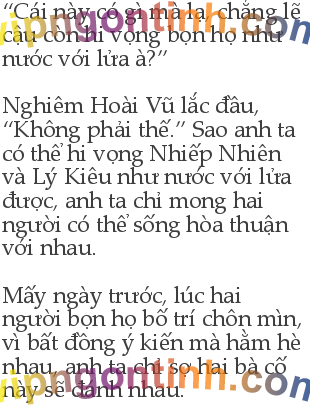 “Cái này có gì mà lạ, chẳng lẽ
cậu còn hi vọng bọn họ như
nước với lửa à?”
Nghiêm Hoài Vũ lắc đầu,
“Không phải thế.” Sao anh ta
có thể hi vọng Nhiếp Nhiên
và Lý Kiêu như nước với lửa
được, anh ta chỉ mong hai
người có thể sống hòa thuận
với nhau.
Mấy ngày trước, lúc hai
người bọn họ bố trí chôn mìn,
vì bất đồng ý kiến mà hằm hè
nhau, anh ta chỉ sợ hai bà cố
này sẽ đánh nhau.
vipngontinh.com
vipngontinh.com